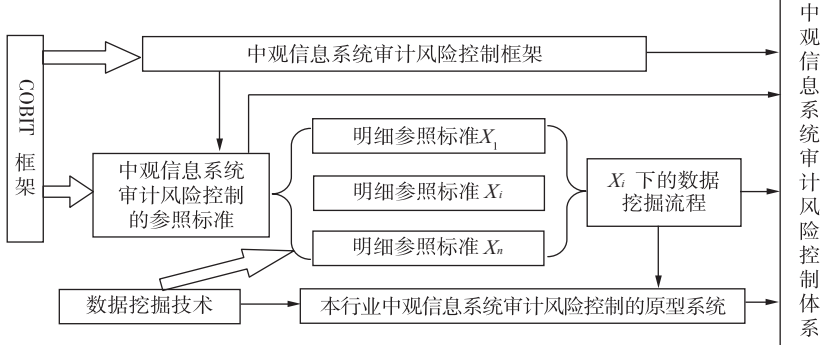 中观信息系统审计风险控制框架
COBIT 框架
中观信息系统
审计风险控制
的参照标准
明细参照标准X1
明细参照标准 Xi
明细参照标准 Xn
Xi 下的数据
挖掘流程
数据挖掘技术
本行业中观信息系统审计风险控制的原型系统
中观信息系统审计风险控制体系